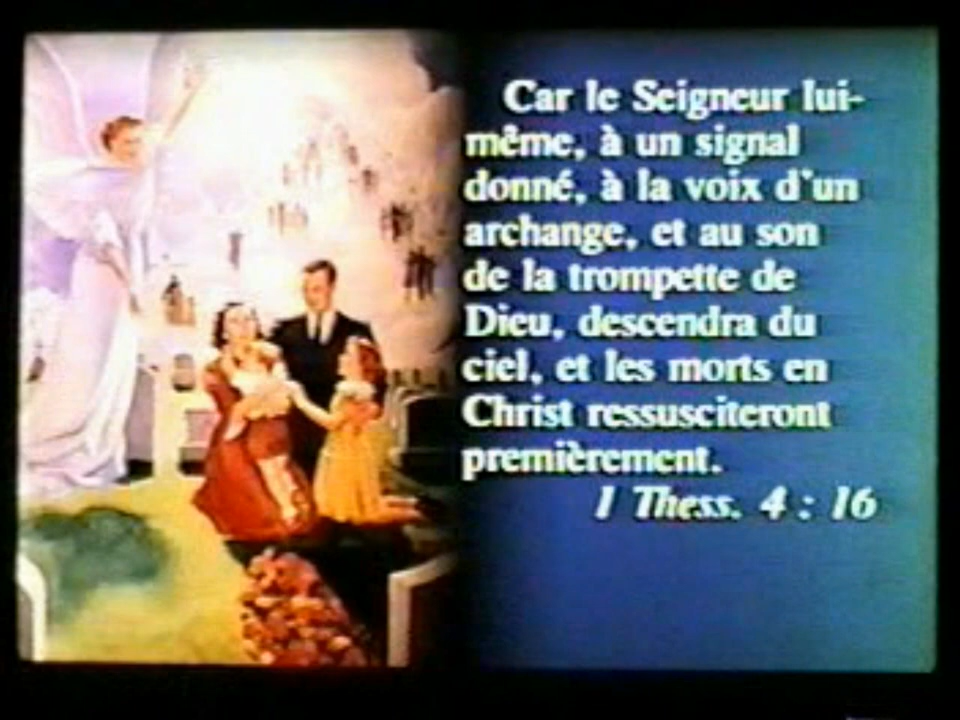 Car le Seigneur lui-
même, à un signal
donné, à la voix d'un
archange, et au son
de la trompette de
Dieu, descendra du
ciel, et les morts en
Christ ressusciteront
premièrement.
1 Thess. 4 : 16